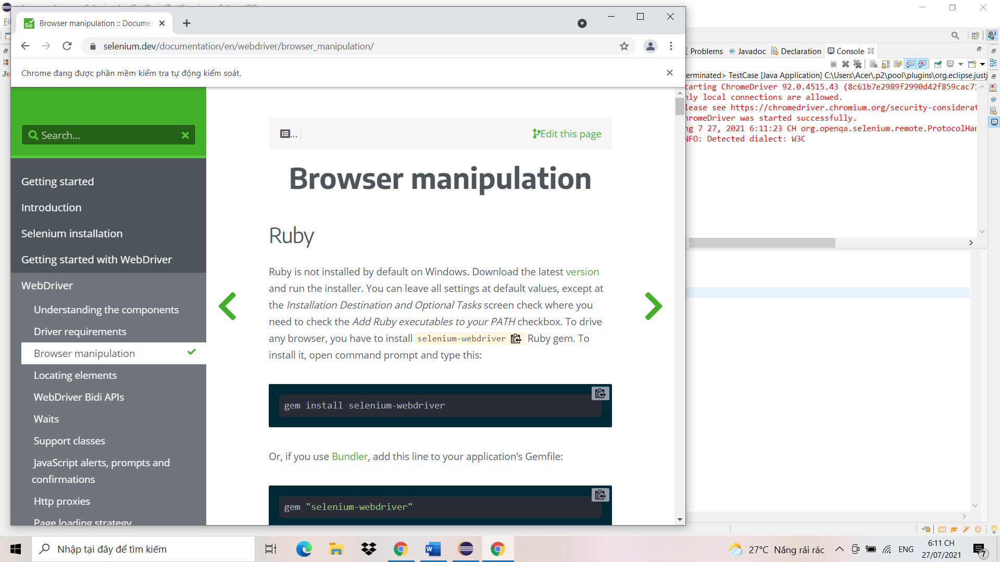 Browser manipulation :: Docume
selenium.dev/documentation/en/webdriver/browser_manipulation/
Chrome đang được phần mềm kiểm tra tự động kiểm soát.
Search...
Getting started
Introduction
Selenium installation
Getting started with WebDriver
WebDriver
Understanding the components
Driver requirements
Browser manipulation
Locating elements
WebDriver Bidi APIs
Waits
Support classes
JavaScript alerts, prompts and
confirmations
Http proxies
Page loading strategy
...
Edit this page
Browser manipulation
Ruby
Ruby is not installed by default on Windows. Download the latest version
and run the installer. You can leave all settings at default values, except at
the Installation Destination and Optional Tasks screen check where you
need to check the Add Ruby executables to your PATH checkbox. To drive
any browser, you have to install selenium-webdriver Ruby gem. To
install it, open command prompt and type this:
gem install selenium-webdriver
Or, if you use Bundler, add this line to your application’s Gemfile:
gem "selenium-webdriver"
Problems @ Javadoc Declaration Console
erminated> TestCase [Java Application] C:\Users\Acer\.p2\pool\plugins\org.eclipse.justj
tarting ChromeDriver 92.0.4515.43 (8c61b7e2989f2990d42f859cac71
nly local connections are allowed.
lease see https://chromedriver.chromium.org/security-considerat
hromeDriver was started successfully.
ng 7 27, 2021 6:11:23 CH org.openqa.selenium.remote.ProtocolHan
NFO: Detected dialect: W3C
Nhập tại đây để tìm kiếm
27°C Nắng rải rác
ENG
6:11 CH
27/07/2021
7